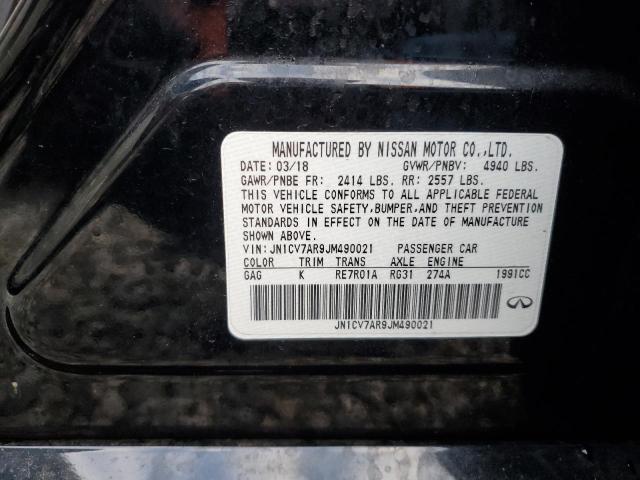 MANUFACTURED BY NISSAN MOTOR CO.,LTD.
DATE: 03/18 GVWR/PNBV: 4940 LBS.
GAWR/PNBE FR: 2414 LBS. RR: 2557 LBS.
THIS VEHICLE CONFORMS TO ALL APPLICABLE FEDERAL
MOTOR VEHICLE SAFETY, BUMPER, AND THEFT PREVENTION
STANDARDS IN EFFECT ON THE DATE OF MANUFACTURE
SHOWN ABOVE.
VIN: JN1CV7AR9JM490021 PASSENGER CAR
COLOR TRIM TRANS AXLE ENGINE
GAG K RE7R01A RG31 274A 1991CC
JN1CV7AR9JM490021